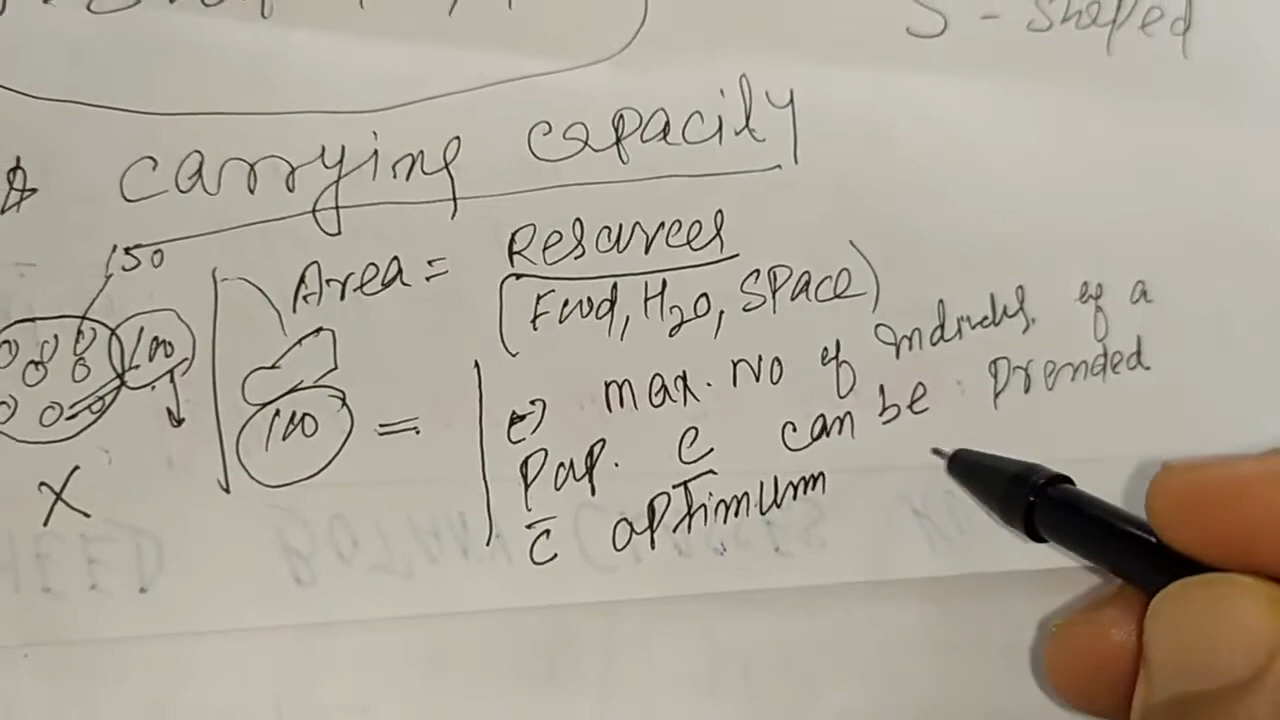 S - shaped
carrying capacity
150
Area = Resources
(Food, H2O, SPace)
100
100 =
⇒ max. No of Individs. of a
Pop. c̄ can be Provided
c̄ optimum
X